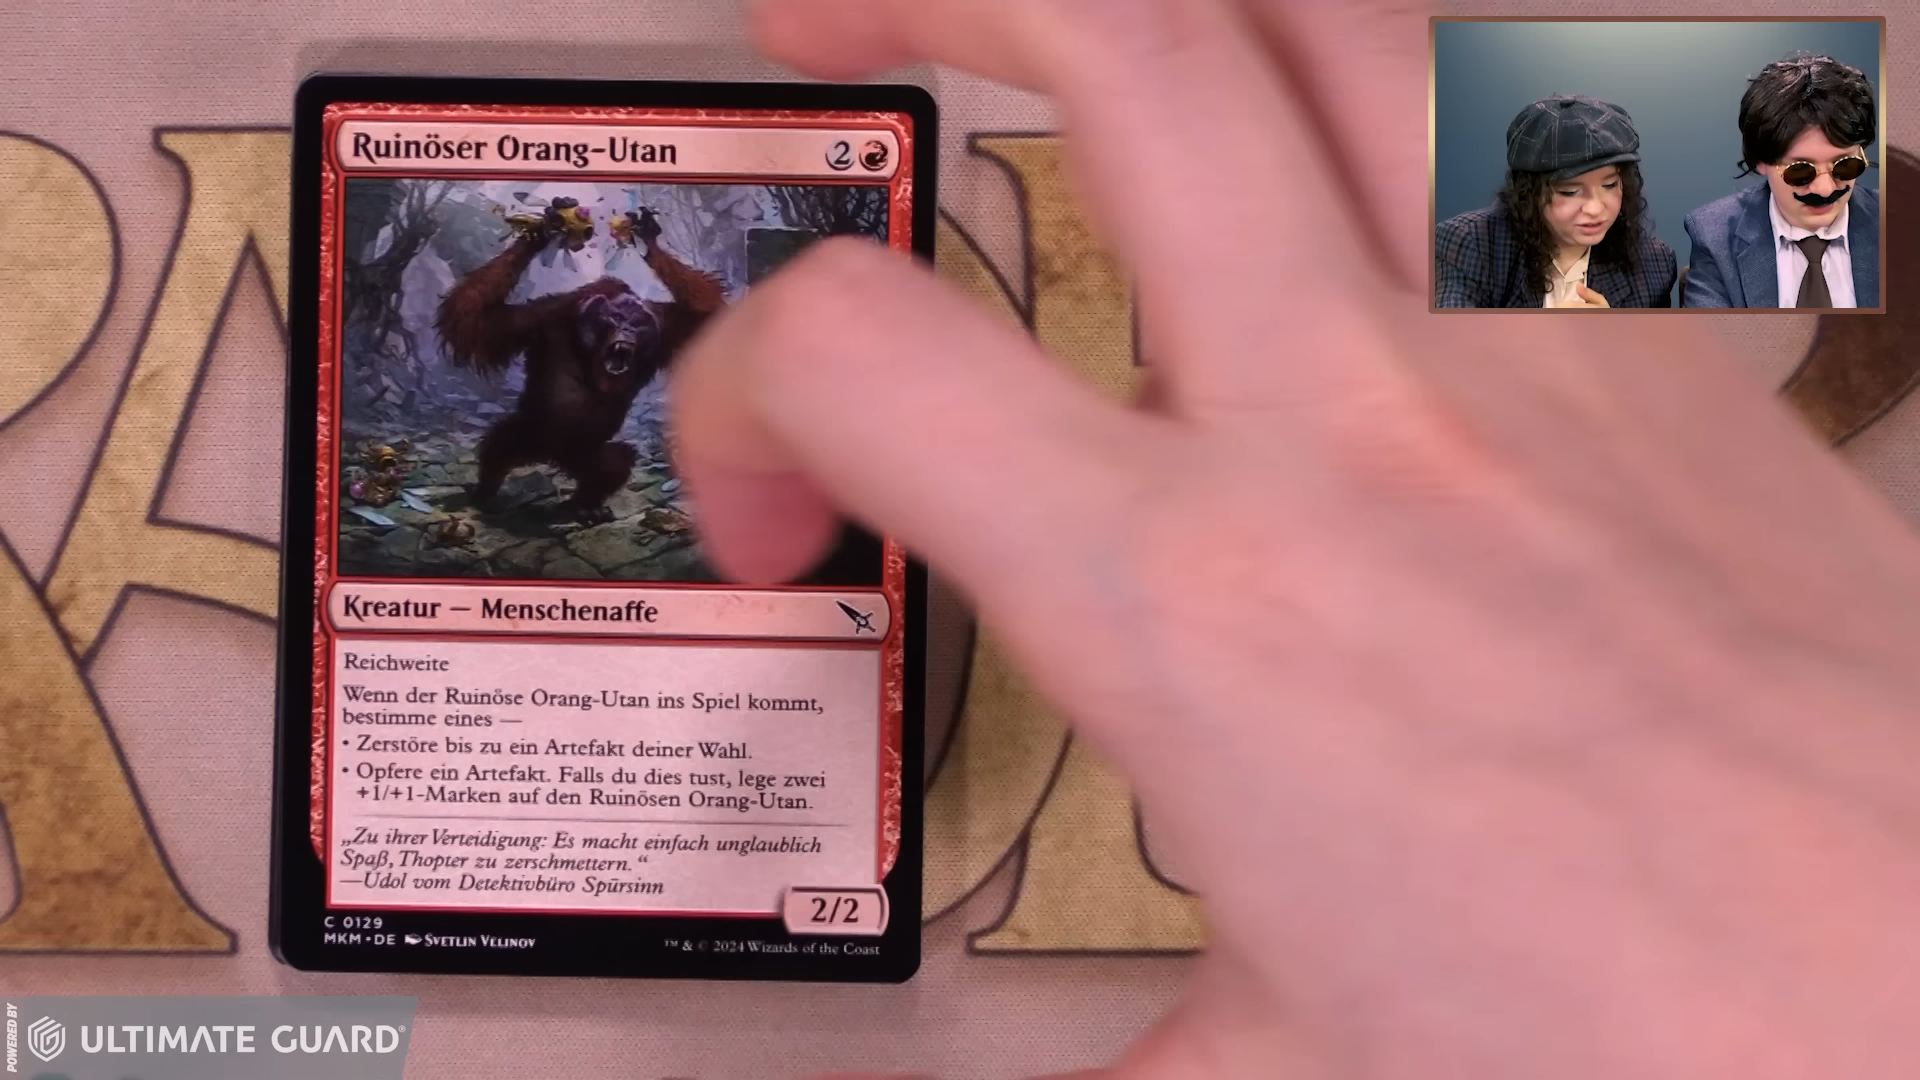 Ruinöser Orang-Utan
2
Kreatur — Menschenaffe
Reichweite
Wenn der Ruinöse Orang-Utan ins Spiel kommt,
bestimme eines —
• Zerstöre bis zu ein Artefakt deiner Wahl.
• Opfere ein Artefakt. Falls du dies tust, lege zwei
+1/+1-Marken auf den Ruinösen Orang-Utan.
„Zu ihrer Verteidigung: Es macht einfach unglaublich
Spaß, Thopter zu zerschmettern.“
—Udol vom Detektivbüro Spürsinn
2/2
C 0129
MKM • DE SVETLIN VELINOV
™ & © 2024 Wizards of the Coast
POWERED BY
ULTIMATE GUARD®